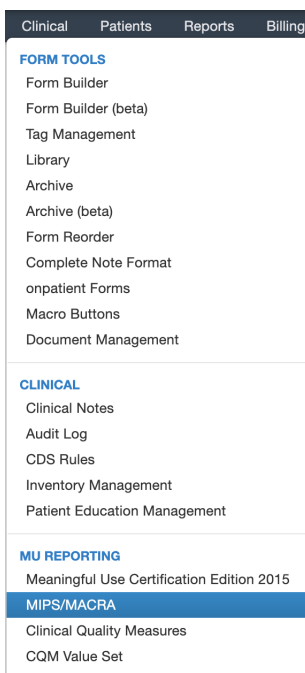 Clinical Patients Reports Billing
FORM TOOLS
Form Builder
Form Builder (beta)
Tag Management
Library
Archive
Archive (beta)
Form Reorder
Complete Note Format
onpatient Forms
Macro Buttons
Document Management
CLINICAL
Clinical Notes
Audit Log
CDS Rules
Inventory Management
Patient Education Management
MU REPORTING
Meaningful Use Certification Edition 2015
MIPS/MACRA
Clinical Quality Measures
CQM Value Set